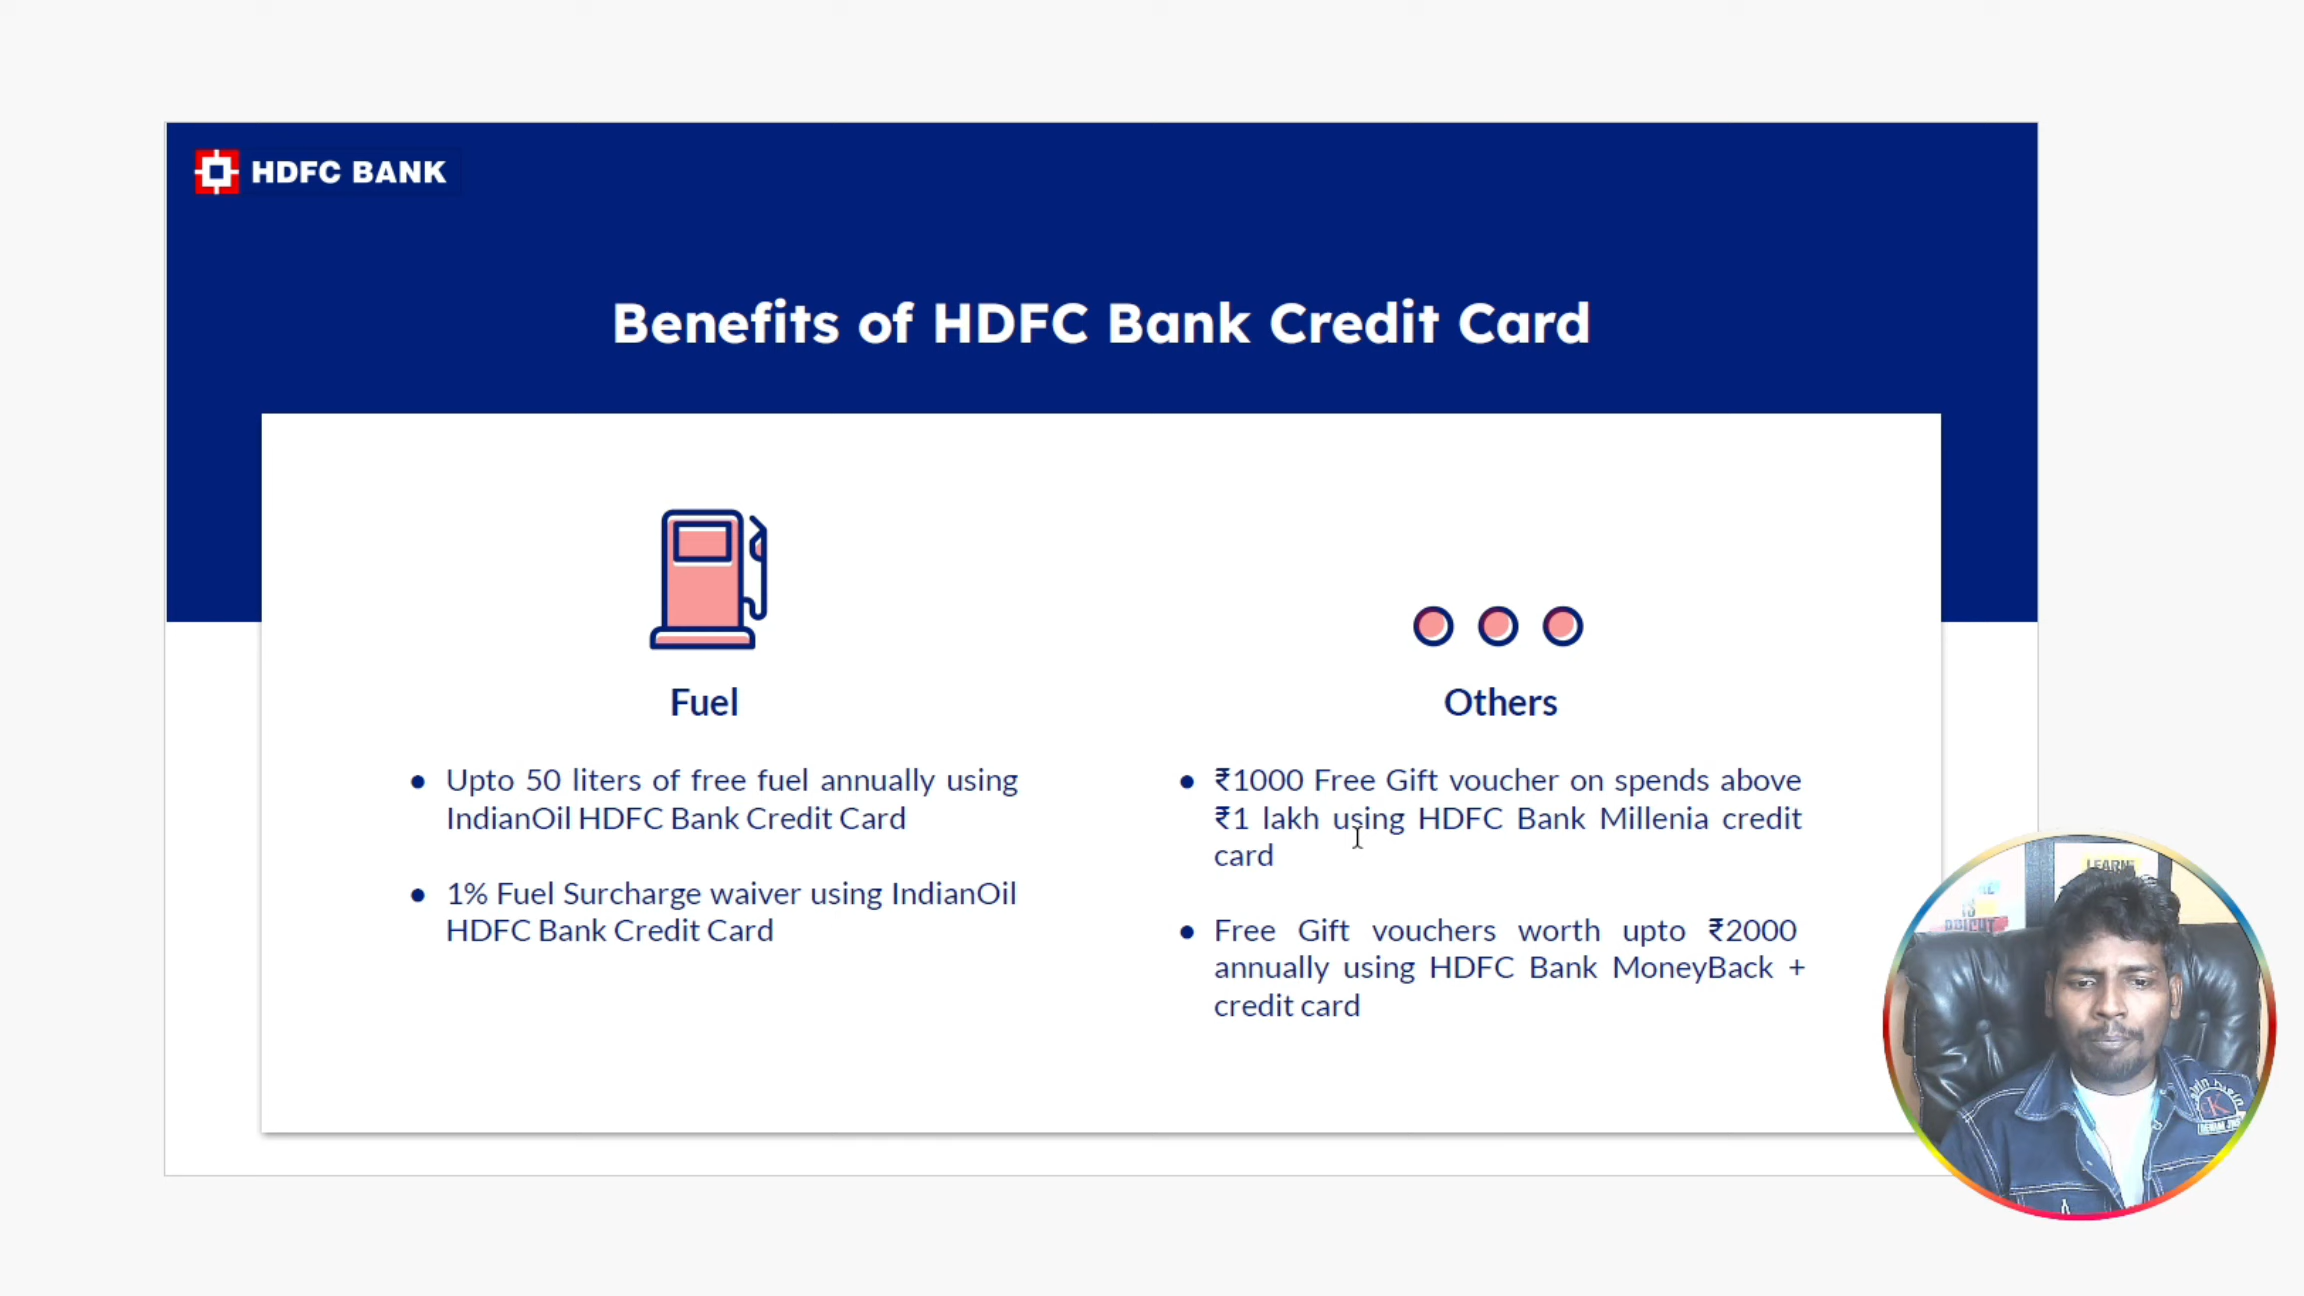 HDFC BANK
Benefits of HDFC Bank Credit Card
Fuel
● Upto 50 liters of free fuel annually using
IndianOil HDFC Bank Credit Card
● 1% Fuel Surcharge waiver using IndianOil
HDFC Bank Credit Card
Others
● ₹1000 Free Gift voucher on spends above
₹1 lakh using HDFC Bank Millenia credit
card
● Free Gift vouchers worth upto ₹2000
annually using HDFC Bank MoneyBack +
credit card
LEARN
IS